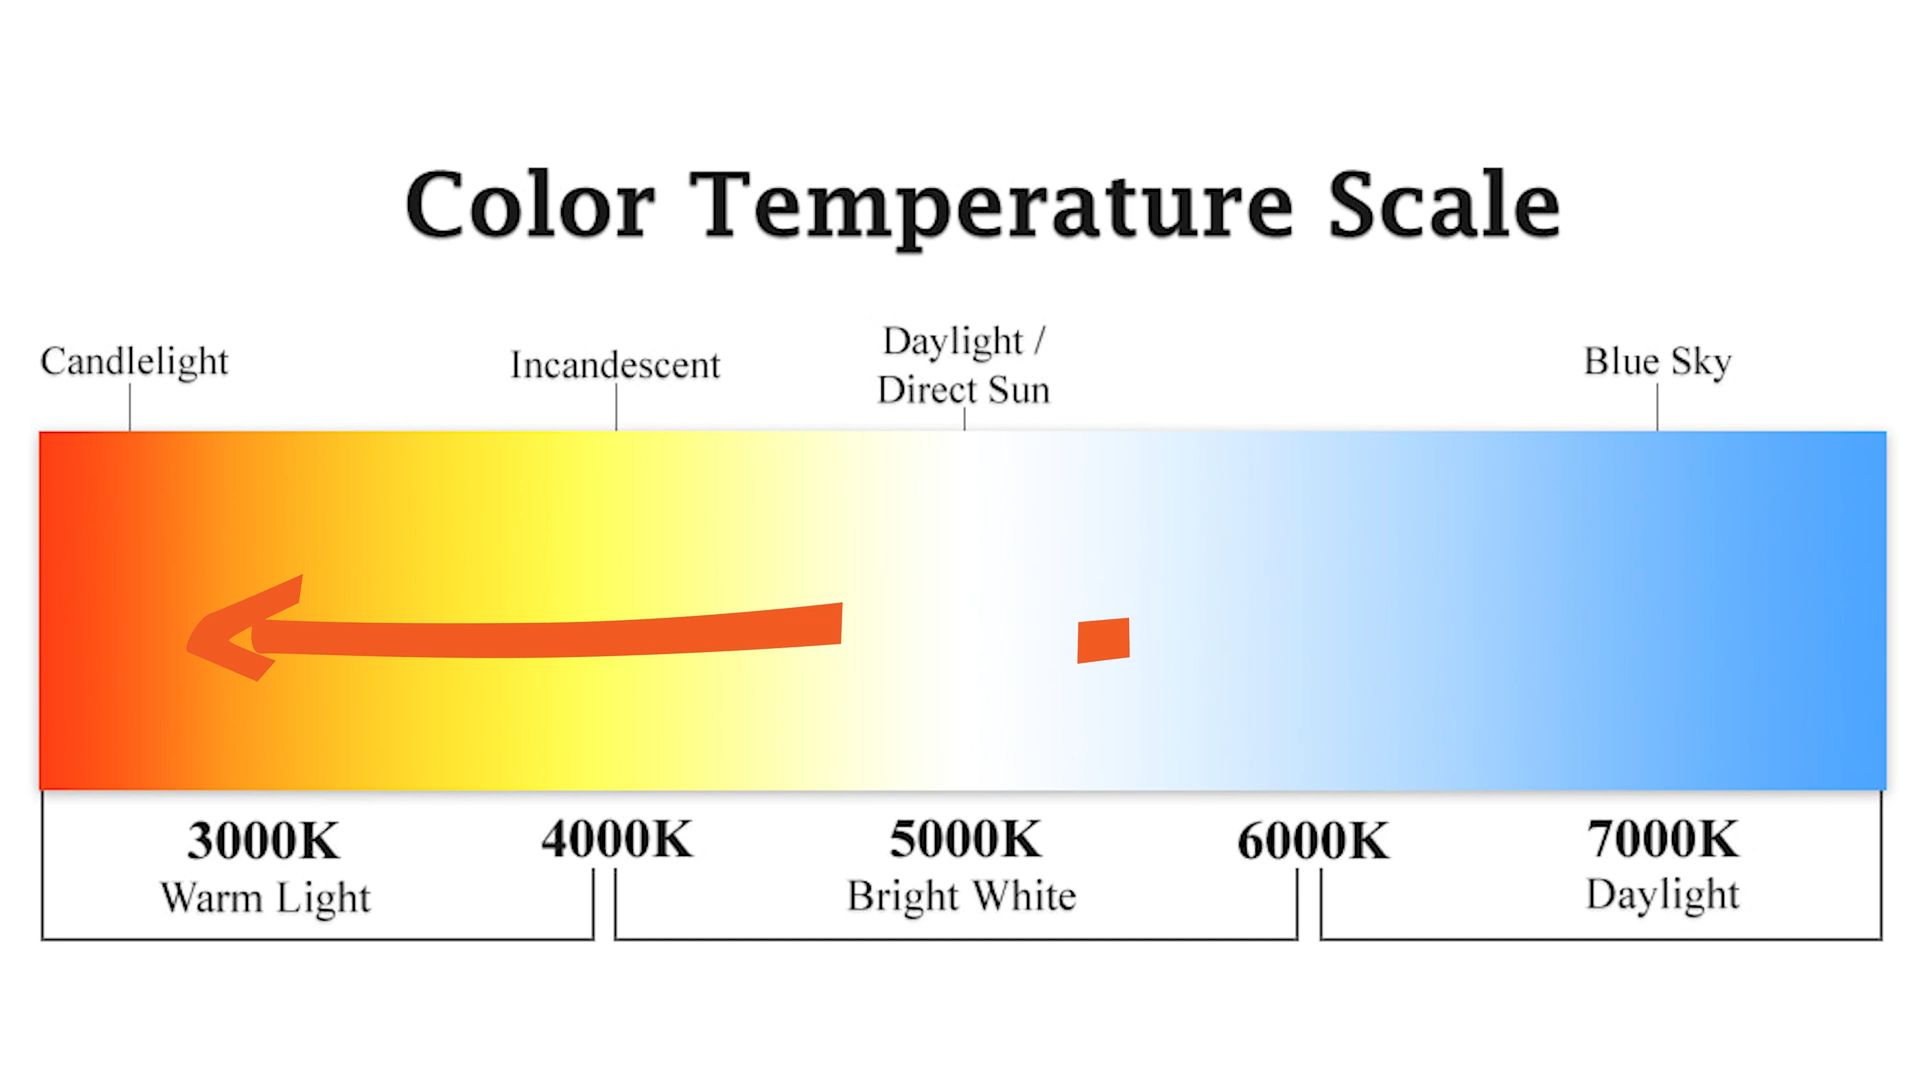 Color Temperature Scale
Candlelight
Incandescent
Daylight /
Direct Sun
Blue Sky
3000K
Warm Light
4000K
5000K
Bright White
6000K
7000K
Daylight